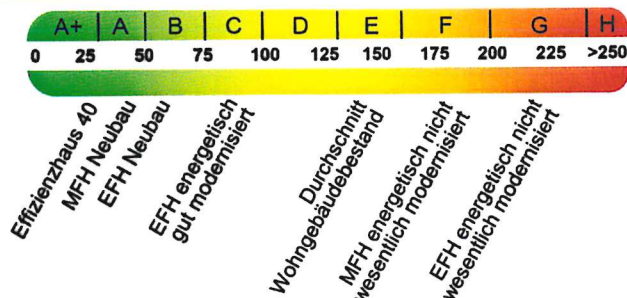 A+ A B C D E F G H
0 25 50 75 100 125 150 175 200 225 >250
Effizienzhaus 40
MFH Neubau
EFH Neubau
EFH energetisch
gut modernisiert
Durchschnitt
Wohngebäudebestand
MFH energetisch nicht
wesentlich modernisiert
EFH energetisch nicht
wesentlich modernisiert